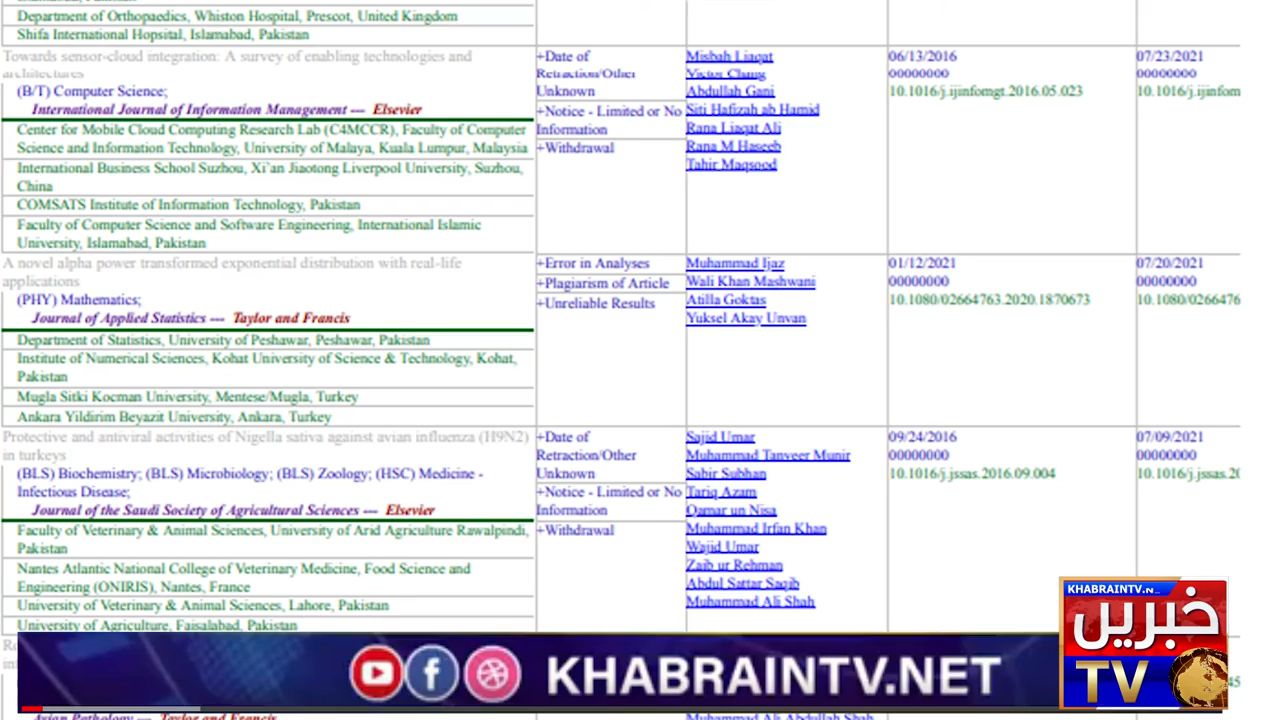 Department of Orthopaedics, Whiston Hospital, Prescot, United Kingdom
Shifa International Hopsital, Islamabad, Pakistan
Towards sensor-cloud integration: A survey of enabling technologies and
architectures
(B/T) Computer Science;
International Journal of Information Management --- Elsevier
Center for Mobile Cloud Computing Research Lab (C4MCCR), Faculty of Computer
Science and Information Technology, University of Malaya, Kuala Lumpur, Malaysia
International Business School Suzhou, Xi`an Jiaotong Liverpool University, Suzhou,
China
COMSATS Institute of Information Technology, Pakistan
Faculty of Computer Science and Software Engineering, International Islamic
University, Islamabad, Pakistan
+Date of
Retraction/Other
Unknown
+Notice - Limited or No
Information
+Withdrawal
Misbah Liaqat
Victor Chang
Abdullah Gani
Siti Hafizah ab Hamid
Rana Liaqat Ali
Rana M Haseeb
Tahir Maqsood
06/13/2016
00000000
10.1016/j.ijinfomgt.2016.05.023
07/23/2021
00000000
10.1016/j.ijinfom
A novel alpha power transformed exponential distribution with real-life
applications
(PHY) Mathematics;
Journal of Applied Statistics --- Taylor and Francis
Department of Statistics, University of Peshawar, Peshawar, Pakistan
Institute of Numerical Sciences, Kohat University of Science & Technology, Kohat,
Pakistan
Mugla Sitki Kocman University, Mentese/Mugla, Turkey
Ankara Yildirim Beyazit University, Ankara, Turkey
+Error in Analyses
+Plagiarism of Article
+Unreliable Results
Muhammad Ijaz
Wali Khan Mashwani
Atilla Goktas
Yuksel Akay Unvan
01/12/2021
00000000
10.1080/02664763.2020.1870673
07/20/2021
00000000
10.1080/0266476
Protective and antiviral activities of Nigella sativa against avian influenza (H9N2)
in turkeys
(BLS) Biochemistry; (BLS) Microbiology; (BLS) Zoology; (HSC) Medicine -
Infectious Disease;
Journal of the Saudi Society of Agricultural Sciences --- Elsevier
Faculty of Veterinary & Animal Sciences, University of Arid Agriculture Rawalpindi,
Pakistan
Nantes Atlantic National College of Veterinary Medicine, Food Science and
Engineering (ONIRIS), Nantes, France
University of Veterinary & Animal Sciences, Lahore, Pakistan
University of Agriculture, Faisalabad, Pakistan
+Date of
Retraction/Other
Unknown
+Notice - Limited or No
Information
+Withdrawal
Sajid Umar
Muhammad Tanveer Munir
Sabir Subhan
Tariq Azam
Qamar un Nisa
Muhammad Irfan Khan
Wajid Umar
Zaib ur Rehman
Abdul Sattar Saqib
Muhammad Ali Shah
09/24/2016
00000000
10.1016/j.jssas.2016.09.004
07/09/2021
00000000
10.1016/j.jssas.20
KHABRAINTV.NET
KHABRAINTV.N
خبریں
TV
45
Avian Pathology --- Taylor and Francis
Muhammad Ali Abdullah Shah